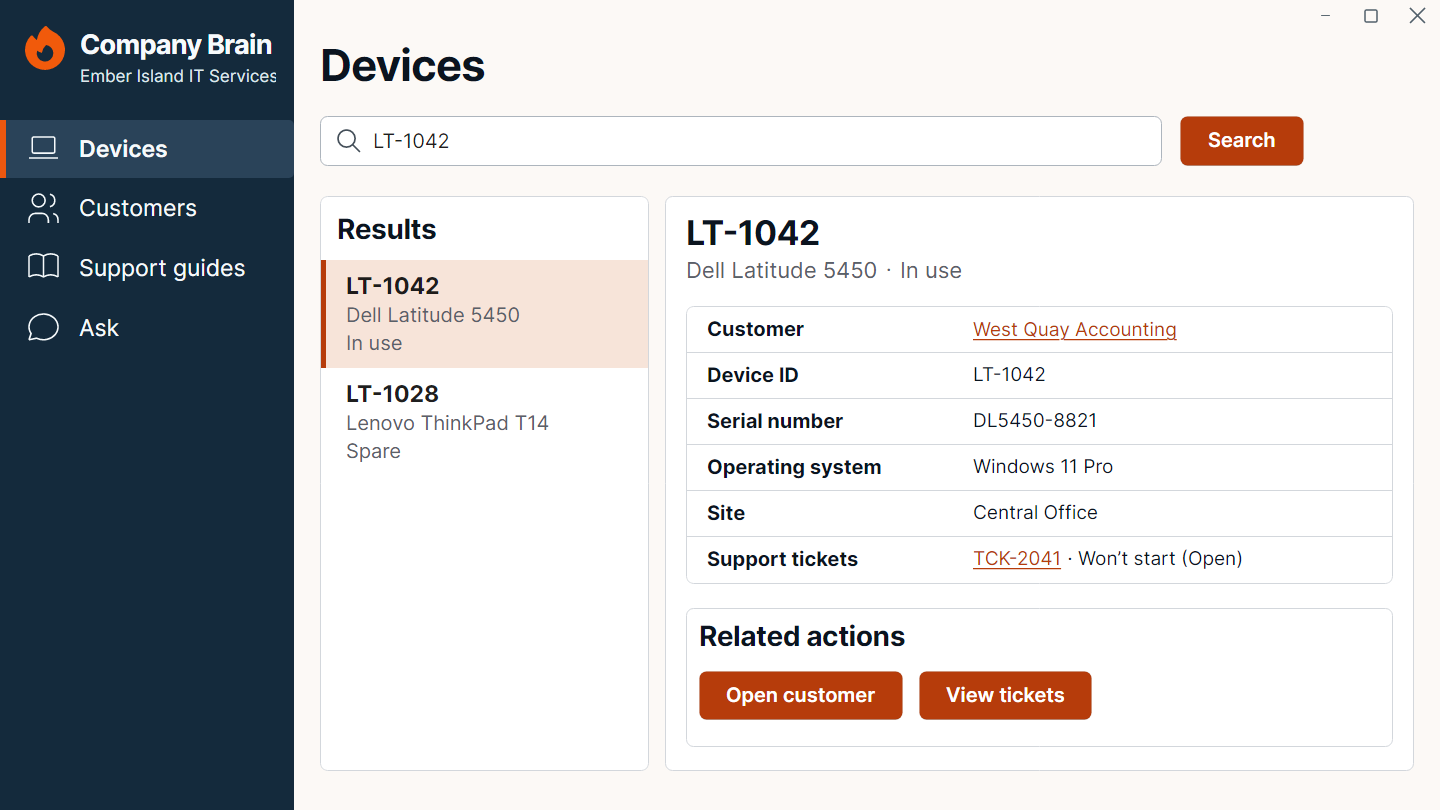 Company Brain
Ember Island IT Services
Devices
Customers
Support guides
Ask
Devices
LT-1042
Search
Results
LT-1042
Dell Latitude 5450
In use
LT-1028
Lenovo ThinkPad T14
Spare
LT-1042
Dell Latitude 5450 · In use
Customer West Quay Accounting
Device ID LT-1042
Serial number DL5450-8821
Operating system Windows 11 Pro
Site Central Office
Support tickets TCK-2041 · Won’t start (Open)
Related actions
Open customer View tickets